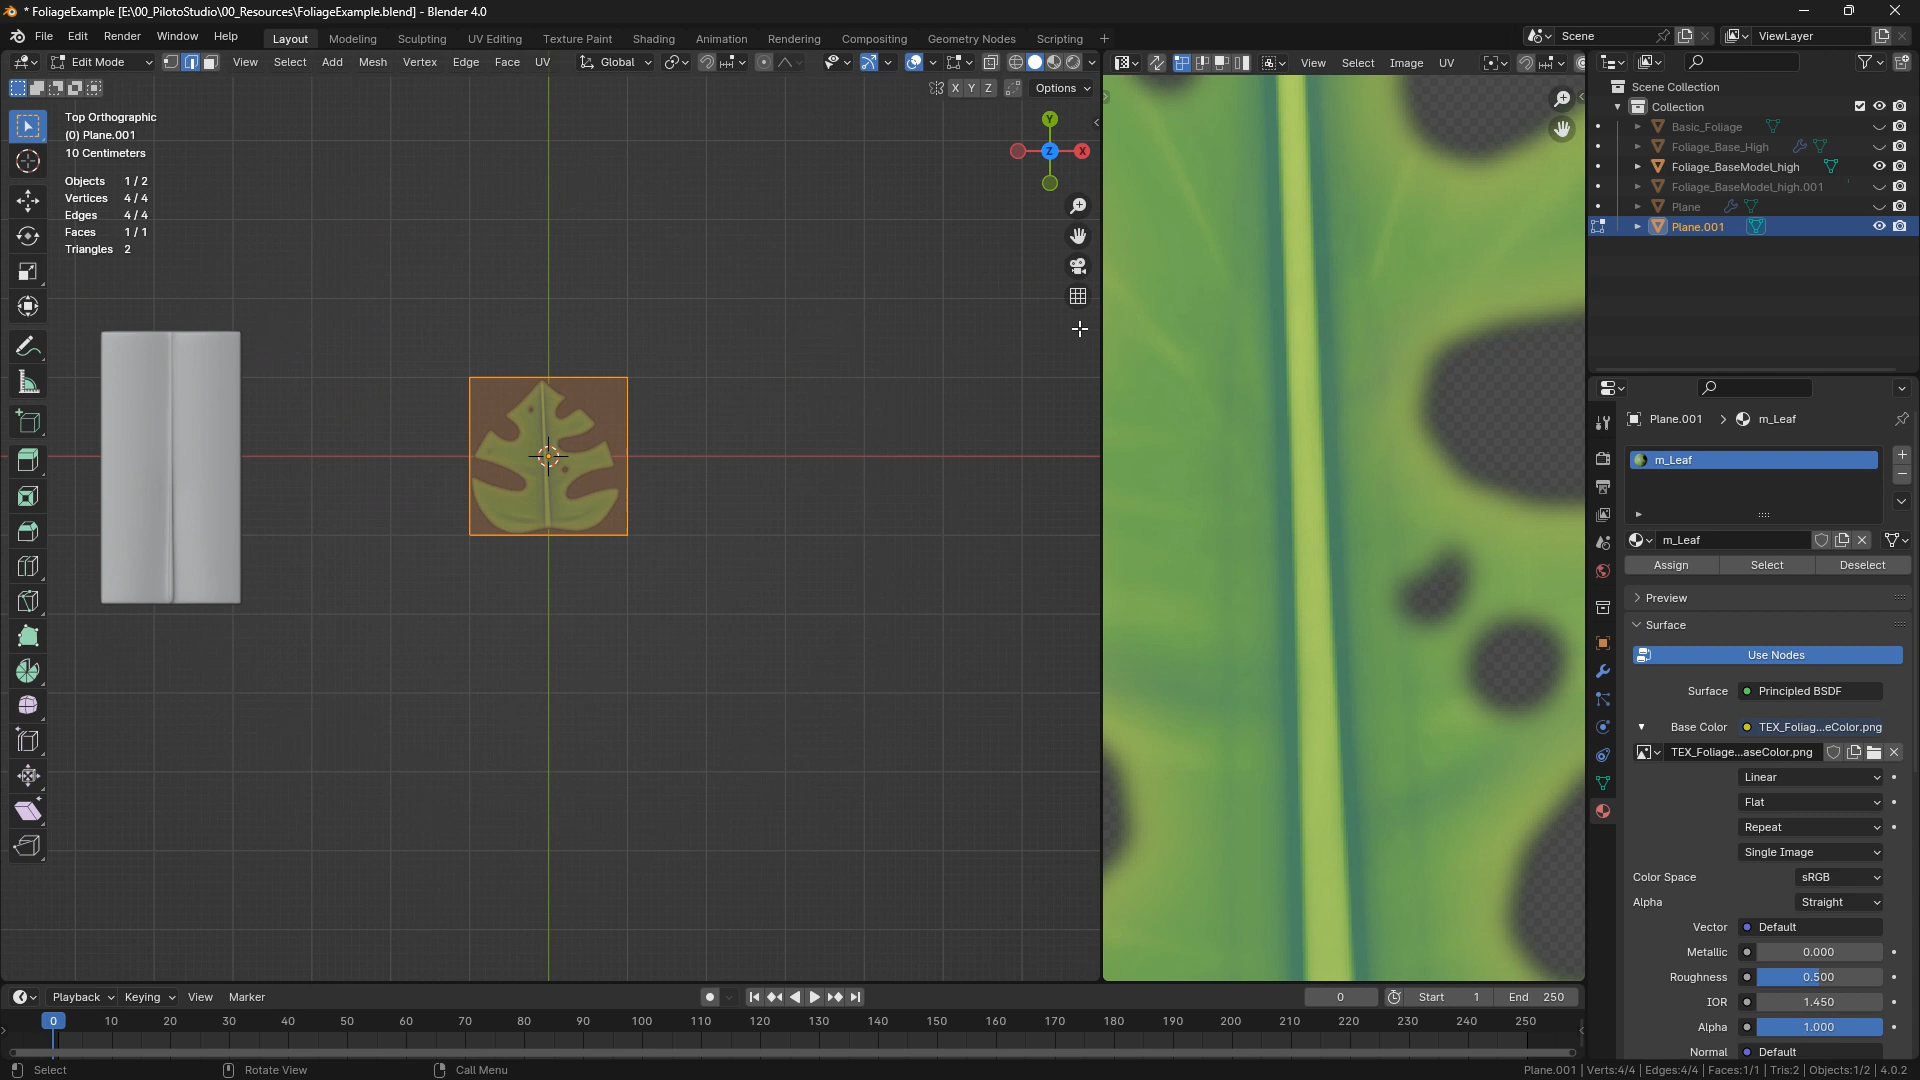 * FoliageExample [E:\00_PilotoStudio\00_Resources\FoliageExample.blend] - Blender 4.0
File Edit Render Window Help Layout Modeling Sculpting UV Editing Texture Paint Shading Animation Rendering Compositing Geometry Nodes Scripting + Scene ViewLayer
Edit Mode View Select Add Mesh Vertex Edge Face UV Global View Select Image UV
X Y Z Options
Top Orthographic
(0) Plane.001
10 Centimeters
Objects 1/2
Vertices 4/4
Edges 4/4
Faces 1/1
Triangles 2
Y
Z
X
Scene Collection
Collection
Basic_Foliage
Foliage_Base_High
Foliage_BaseModel_high
Foliage_BaseModel_high.001
Plane
Plane.001
Plane.001 > m_Leaf
m_Leaf
m_Leaf
Assign Select Deselect
Preview
Surface
Use Nodes
Surface Principled BSDF
Base Color TEX_Foliag...eColor.png
TEX_Foliage...aseColor.png
Linear
Flat
Repeat
Single Image
Color Space sRGB
Alpha Straight
Vector Default
Metallic 0.000
Roughness 0.500
IOR 1.450
Alpha 1.000
Normal Default
Playback Keying View Marker 0 Start 1 End 250
0 10 20 30 40 50 60 70 80 90 100 110 120 130 140 150 160 170 180 190 200 210 220 230 240 250
Select Rotate View Call Menu Plane.001 | Verts:4/4 | Edges:4/4 | Faces:1/1 | Tris:2 | Objects:1/2 | 4.0.2